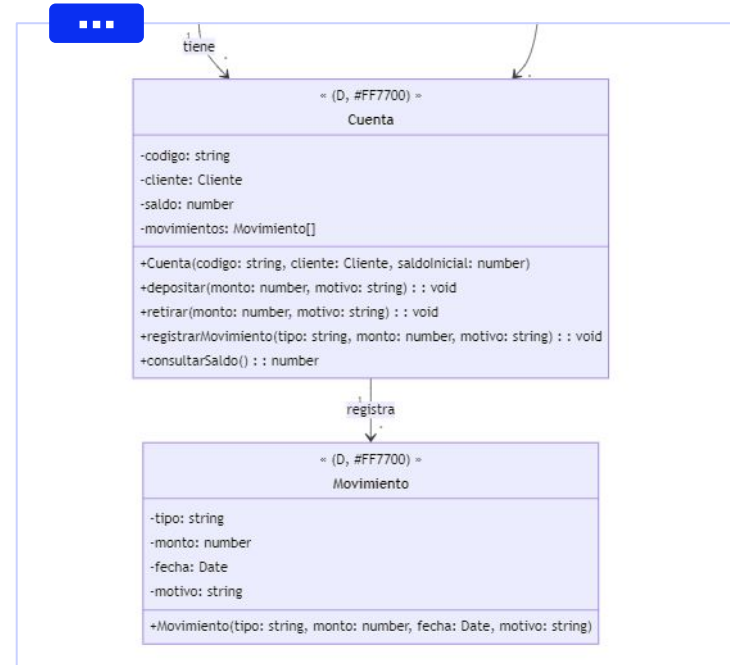 1
tiene
« (D, #FF7700) »
Cuenta
-codigo: string
-cliente: Cliente
-saldo: number
-movimientos: Movimiento[]
+Cuenta(codigo: string, cliente: Cliente, saldoInicial: number)
+depositar(monto: number, motivo: string) : : void
+retirar(monto: number, motivo: string) : : void
+registrarMovimiento(tipo: string, monto: number, motivo: string) : : void
+consultarSaldo() : : number
1
registra
« (D, #FF7700) »
Movimiento
-tipo: string
-monto: number
-fecha: Date
-motivo: string
+Movimiento(tipo: string, monto: number, fecha: Date, motivo: string)